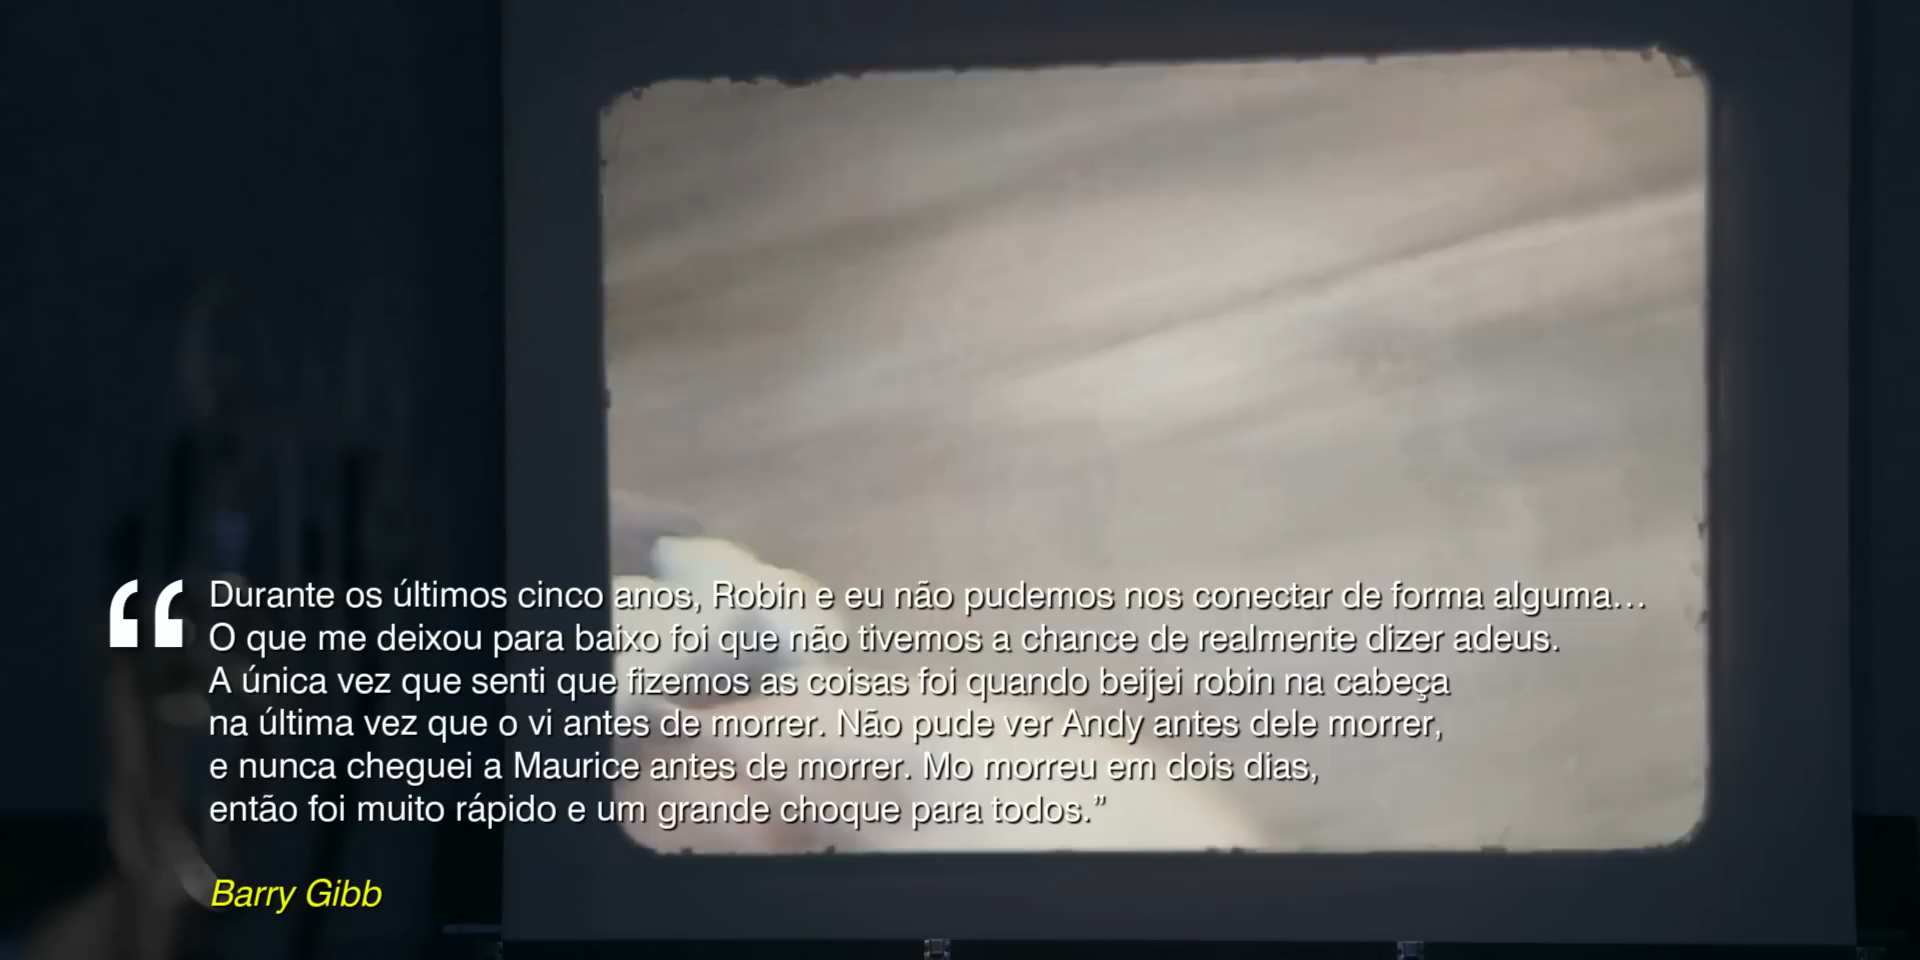 “Durante os últimos cinco anos, Robin e eu não pudemos nos conectar de forma alguma...
O que me deixou para baixo foi que não tivemos a chance de realmente dizer adeus.
A única vez que senti que fizemos as coisas foi quando beijei robin na cabeça
na última vez que o vi antes de morrer. Não pude ver Andy antes dele morrer,
e nunca cheguei a Maurice antes de morrer. Mo morreu em dois dias,
então foi muito rápido e um grande choque para todos.”
Barry Gibb